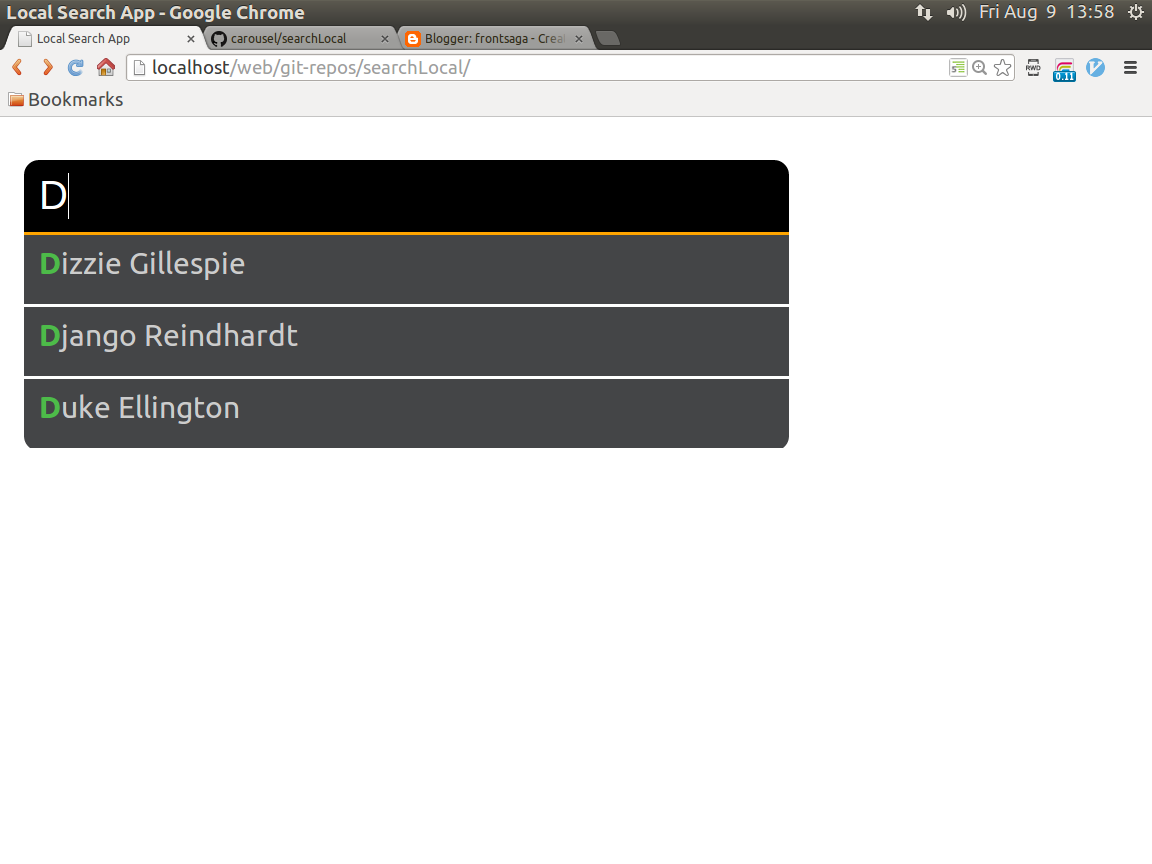 Local Search App - Google Chrome
Fri Aug 9 13:58
Local Search App
carousel/searchLocal
Blogger: frontsaga - Crea
localhost/web/git-repos/searchLocal/
RWD
0.11
Bookmarks
D
Dizzie Gillespie
Django Reindhardt
Duke Ellington